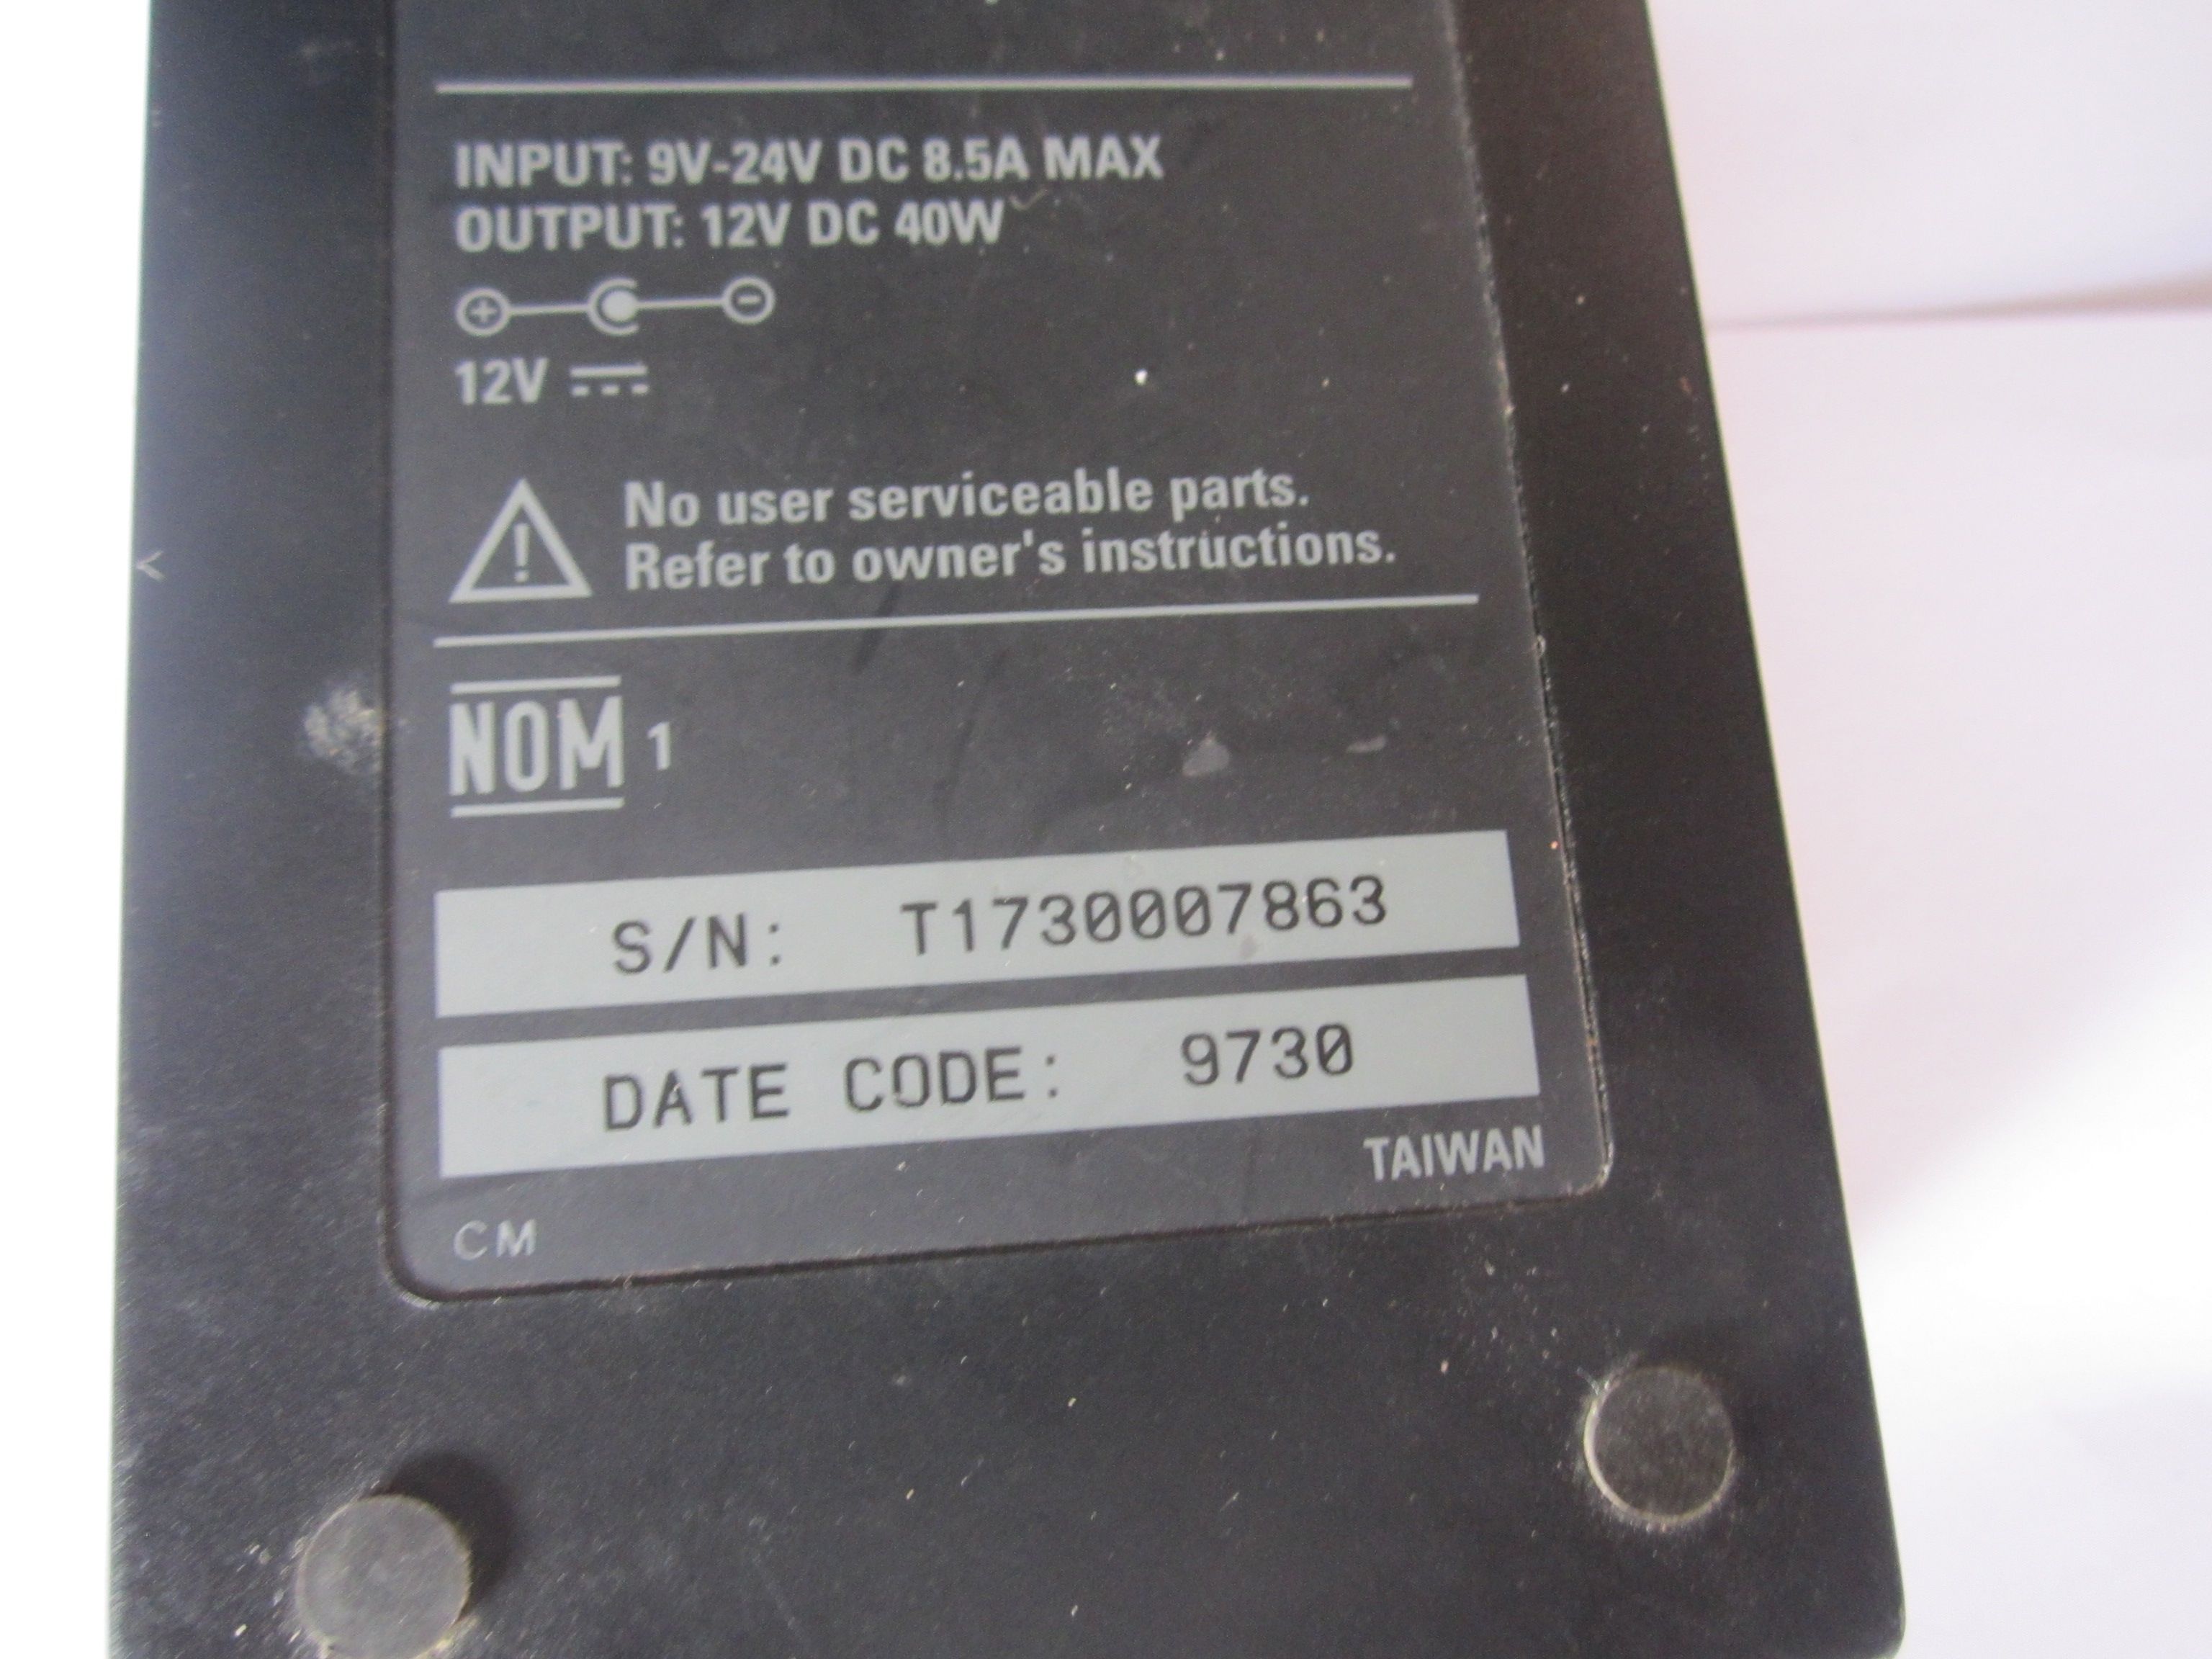 INPUT: 9V-24V DC 8.5A MAX
OUTPUT: 12V DC 40W
12V
No user serviceable parts.
Refer to owner's instructions.
NOM 1
S/N: T1730007863
DATE CODE: 9730
TAIWAN
CM